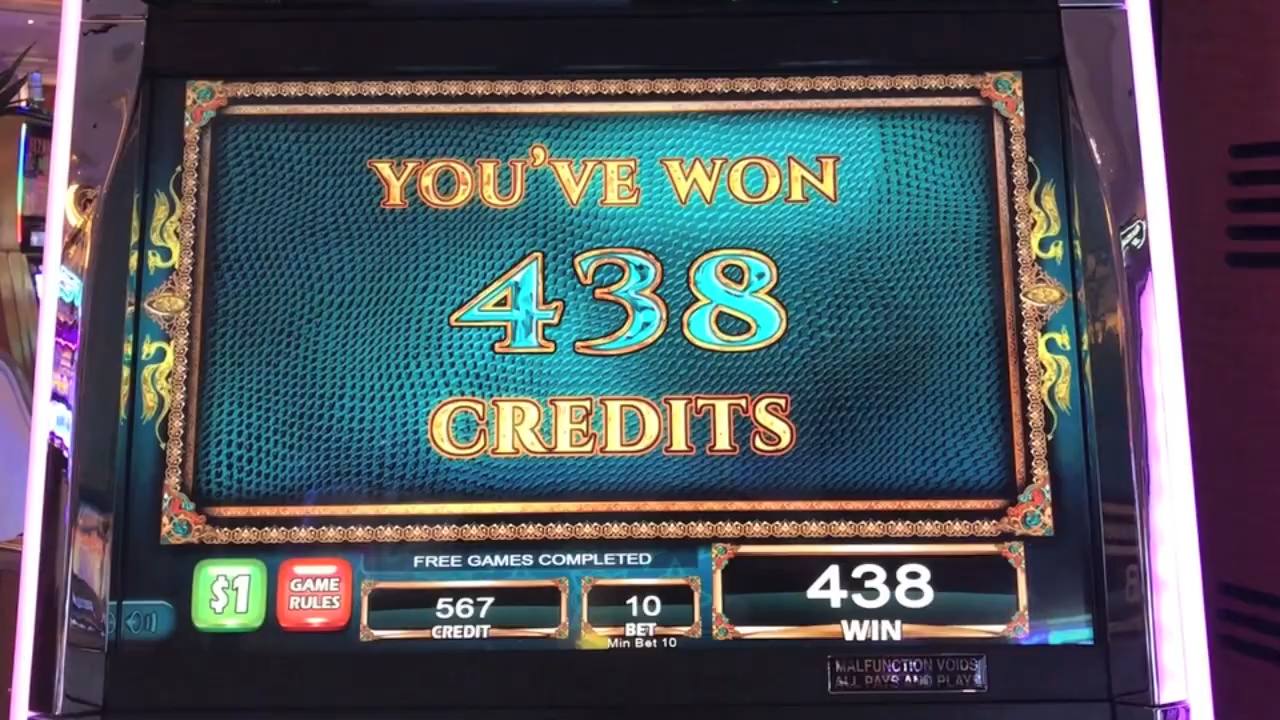 YOU'VE WON
438
CREDITS
FREE GAMES COMPLETED
$1
GAME
RULES
567
CREDIT
10
BET
Min Bet 10
438
WIN
MALFUNCTION VOIDS
ALL PAYS AND PLAYS